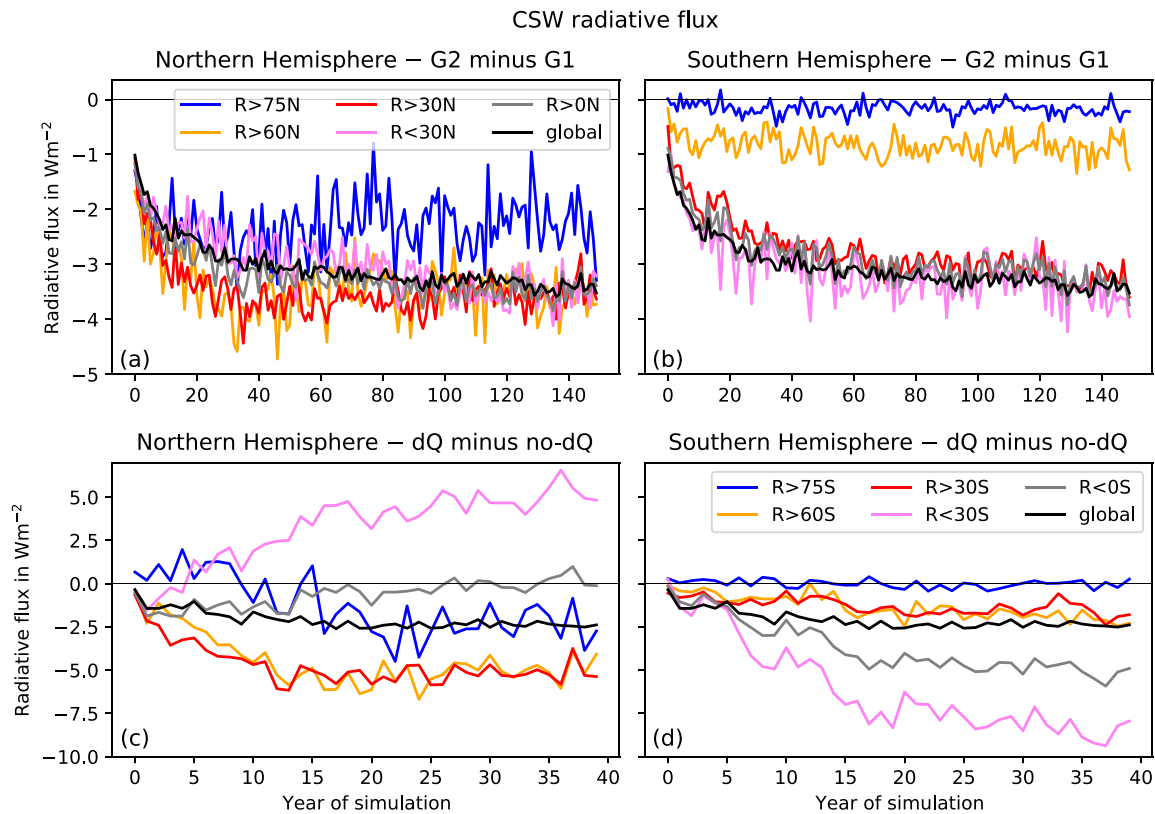 CSW radiative flux
Northern Hemisphere − G2 minus G1
Southern Hemisphere − G2 minus G1
R>75N R>30N R>0N
R>60N R<30N global
Radiative flux in Wm−2
0
−1
−2
−3
−4
−5
(a)
(b)
0 20 40 60 80 100 120 140
0 20 40 60 80 100 120 140
Northern Hemisphere − dQ minus no-dQ
Southern Hemisphere − dQ minus no-dQ
R>75S R>30S R<0S
R>60S R<30S global
Radiative flux in Wm−2
5.0
2.5
0.0
−2.5
−5.0
−7.5
−10.0
(c)
(d)
0 5 10 15 20 25 30 35 40
0 5 10 15 20 25 30 35 40
Year of simulation
Year of simulation